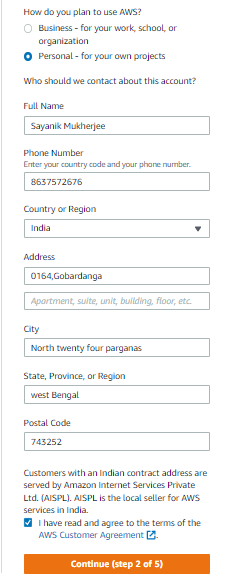 How do you plan to use AWS?
Business - for your work, school, or
organization
Personal - for your own projects
Who should we contact about this account?
Full Name
Sayanik Mukherjee
Phone Number
Enter your country code and your phone number.
8637572676
Country or Region
India
Address
0164,Gobardanga
Apartment, suite, unit, building, floor, etc.
City
North twenty four parganas
State, Province, or Region
west Bengal
Postal Code
743252
Customers with an Indian contract address are
served by Amazon Internet Services Private
Ltd. (AISPL). AISPL is the local seller for AWS
services in India.
I have read and agree to the terms of the
AWS Customer Agreement
Continue (step 2 of 5)